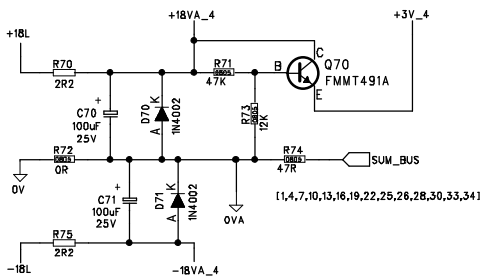 +18VA_4
+3V_4
+18L
R70
2R2
R71
0805
47K
B
C
E
Q70
FMMT491A
+
C70
100uF
25V
D70
K
A
1N4002
R73
0805
12K
R72
0805
0R
0V
R74
0805
47R
SUM_BUS
[1,4,7,10,13,16,19,22,25,26,28,30,33,34]
+
C71
100uF
25V
D71
K
A
1N4002
0VA
R75
2R2
-18L
-18VA_4